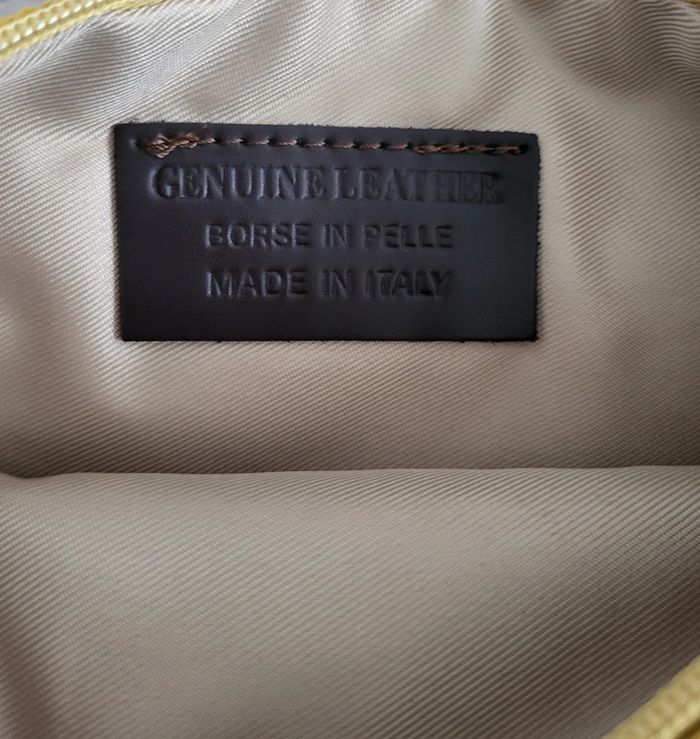 GENUINE LEATHER
BORSE IN PELLE
MADE IN ITALY